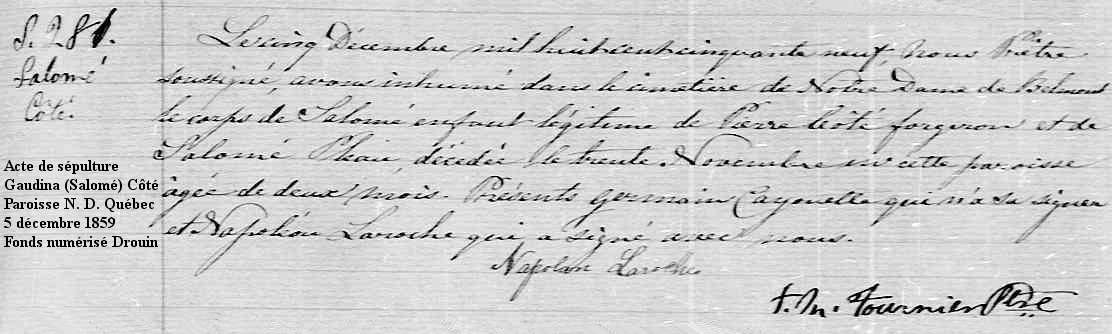 S. 281.
Salomé
Côté.
Le cinq Décembre mil huit cent cinquante neuf, nous Prêtre
soussigné, avons inhumé dans le cimetière de Notre Dame de Belmont
le corps de Salomé enfant légitime de Pierre Côté forgeron et de
Salomé décédée le trente Novembre en cette paroisse
âgée de deux mois. Présents Germain Cayouette qui n'a su signer
et Napoléon Laroche qui a signé avec nous.
Napoléon Laroche
Fournier Ptre
Acte de sépulture
Gaudina (Salomé) Côté
Paroisse N. D. Québec
5 décembre 1859
Fonds numérisé Drouin